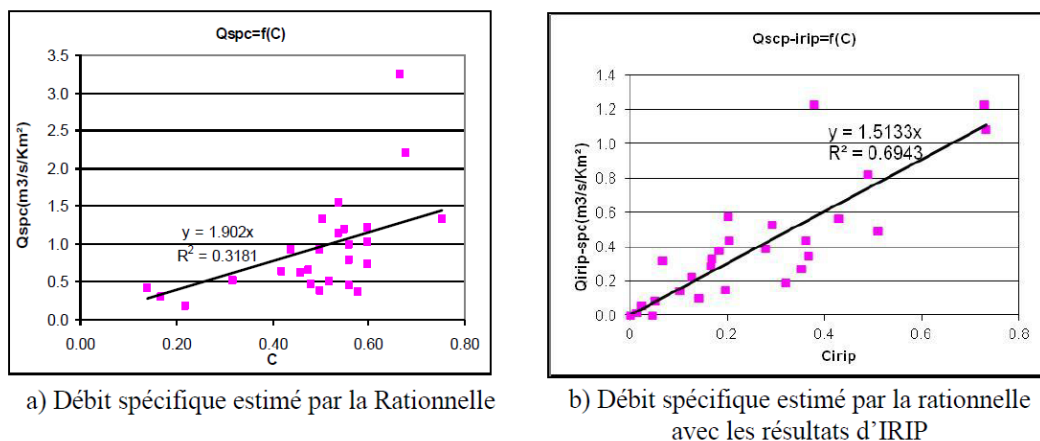 Qspc=f(C)
Qspc(m3/s/Km²)
3.5
3.0
2.5
2.0
1.5
1.0
0.5
0.0
y = 1.902x
R² = 0.3181
0.00 0.20 0.40 0.60 0.80
C
a) Débit spécifique estimé par la Rationnelle
Qscp-irip=f(C)
Qirip-spc(m3/s/Km²)
1.4
1.2
1.0
0.8
0.6
0.4
0.2
0.0
y = 1.5133x
R² = 0.6943
0 0.2 0.4 0.6 0.8
Cirip
b) Débit spécifique estimé par la rationnelle
avec les résultats d’IRIP